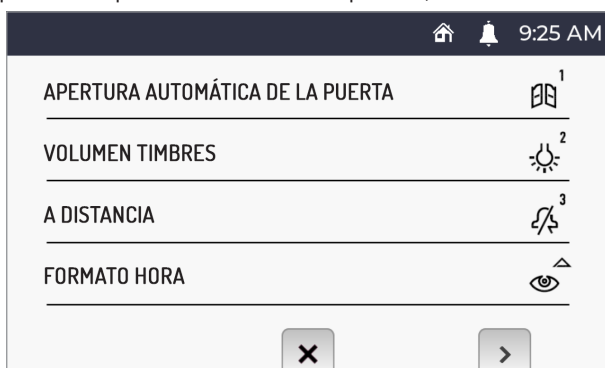 9:25 AM
APERTURA AUTOMÁTICA DE LA PUERTA 1
VOLUMEN TIMBRES 2
A DISTANCIA 3
FORMATO HORA